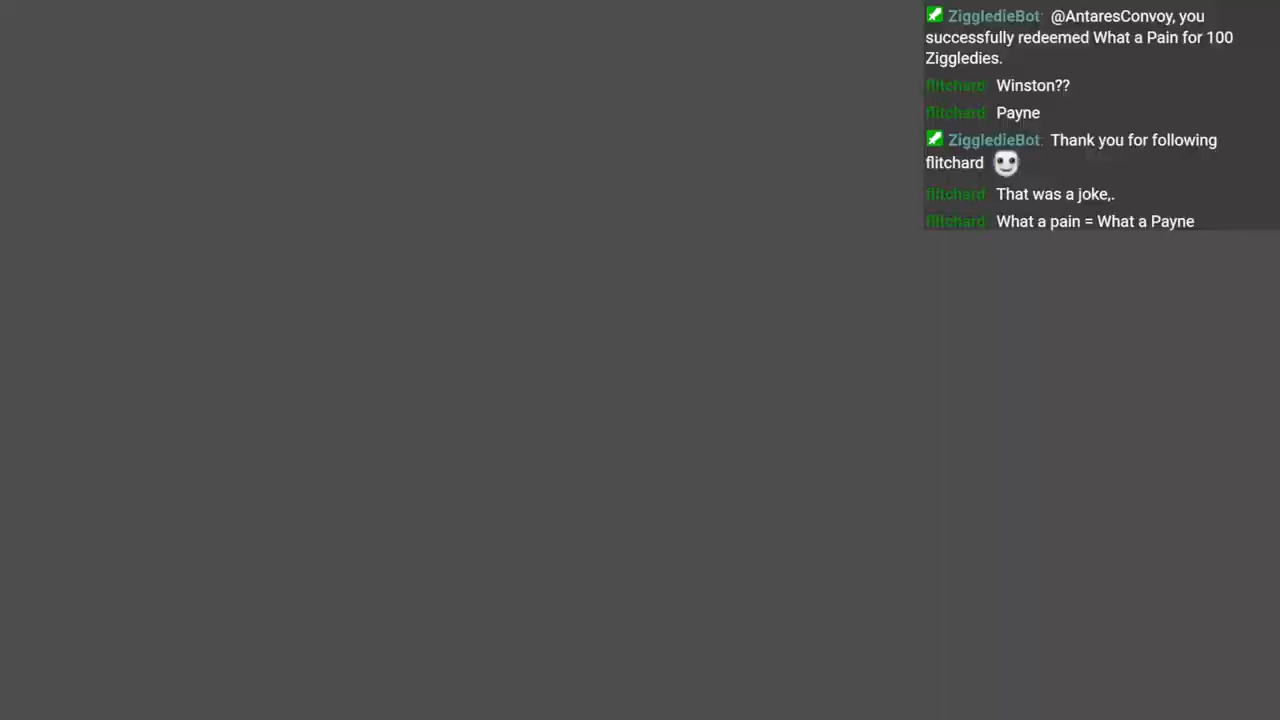 ZiggledieBot: @AntaresConvoy, you
successfully redeemed What a Pain for 100
Ziggledies.
flitchard: Winston??
flitchard: Payne
ZiggledieBot: Thank you for following
flitchard
flitchard: That was a joke,.
flitchard: What a pain = What a Payne